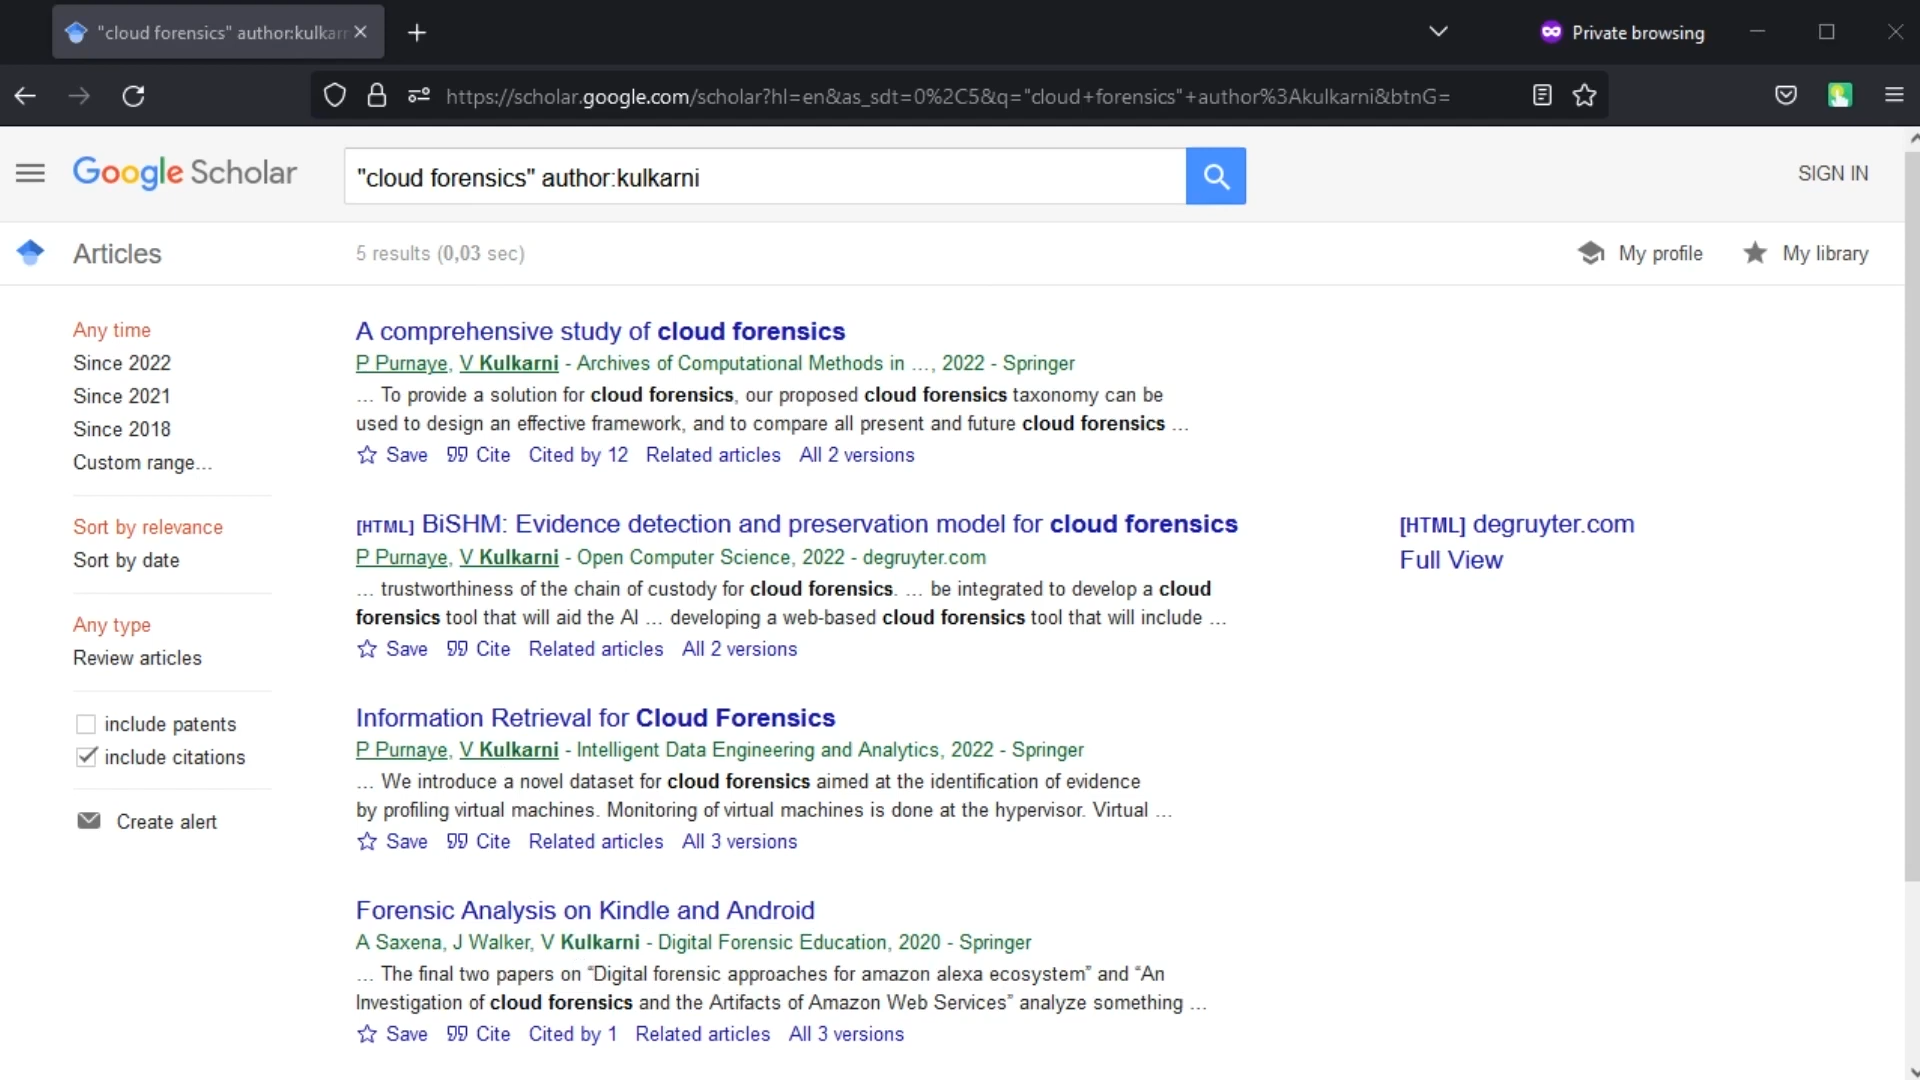 "cloud forensics" author:kulkarn
Private browsing
https://scholar.google.com/scholar?hl=en&as_sdt=0%2C5&q="cloud+forensics"+author%3Akulkarni&btnG=
Google Scholar
"cloud forensics" author:kulkarni
SIGN IN
Articles
5 results (0,03 sec)
My profile
My library
Any time
Since 2022
Since 2021
Since 2018
Custom range...
Sort by relevance
Sort by date
Any type
Review articles
include patents
include citations
Create alert
A comprehensive study of cloud forensics
P Purnaye, V Kulkarni - Archives of Computational Methods in …, 2022 - Springer
… To provide a solution for cloud forensics, our proposed cloud forensics taxonomy can be
used to design an effective framework, and to compare all present and future cloud forensics …
Save Cite Cited by 12 Related articles All 2 versions
[HTML] BiSHM: Evidence detection and preservation model for cloud forensics
P Purnaye, V Kulkarni - Open Computer Science, 2022 - degruyter.com
… trustworthiness of the chain of custody for cloud forensics. … be integrated to develop a cloud
forensics tool that will aid the AI … developing a web-based cloud forensics tool that will include …
Save Cite Related articles All 2 versions
[HTML] degruyter.com
Full View
Information Retrieval for Cloud Forensics
P Purnaye, V Kulkarni - Intelligent Data Engineering and Analytics, 2022 - Springer
… We introduce a novel dataset for cloud forensics aimed at the identification of evidence
by profiling virtual machines. Monitoring of virtual machines is done at the hypervisor. Virtual …
Save Cite Related articles All 3 versions
Forensic Analysis on Kindle and Android
A Saxena, J Walker, V Kulkarni - Digital Forensic Education, 2020 - Springer
… The final two papers on “Digital forensic approaches for amazon alexa ecosystem” and “An
Investigation of cloud forensics and the Artifacts of Amazon Web Services” analyze something …
Save Cite Cited by 1 Related articles All 3 versions